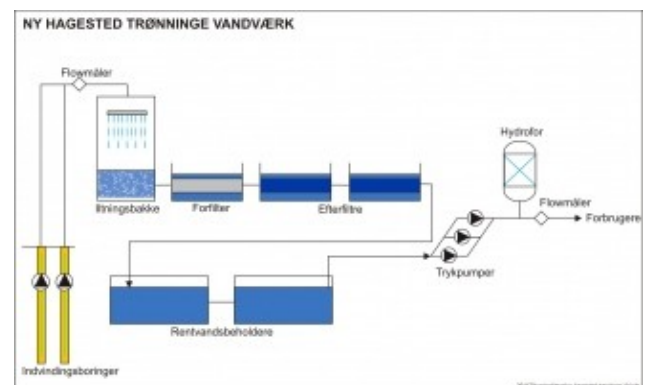 NY HAGESTED TRØNNINGE VANDVÆRK
Flowmåler
Hydrofor
Iltningsbakke
Forfilter
Efterfiltre
Flowmåler
Forbrugere
Trykpumper
Rentvandsbeholdere
Indvindingsboringer